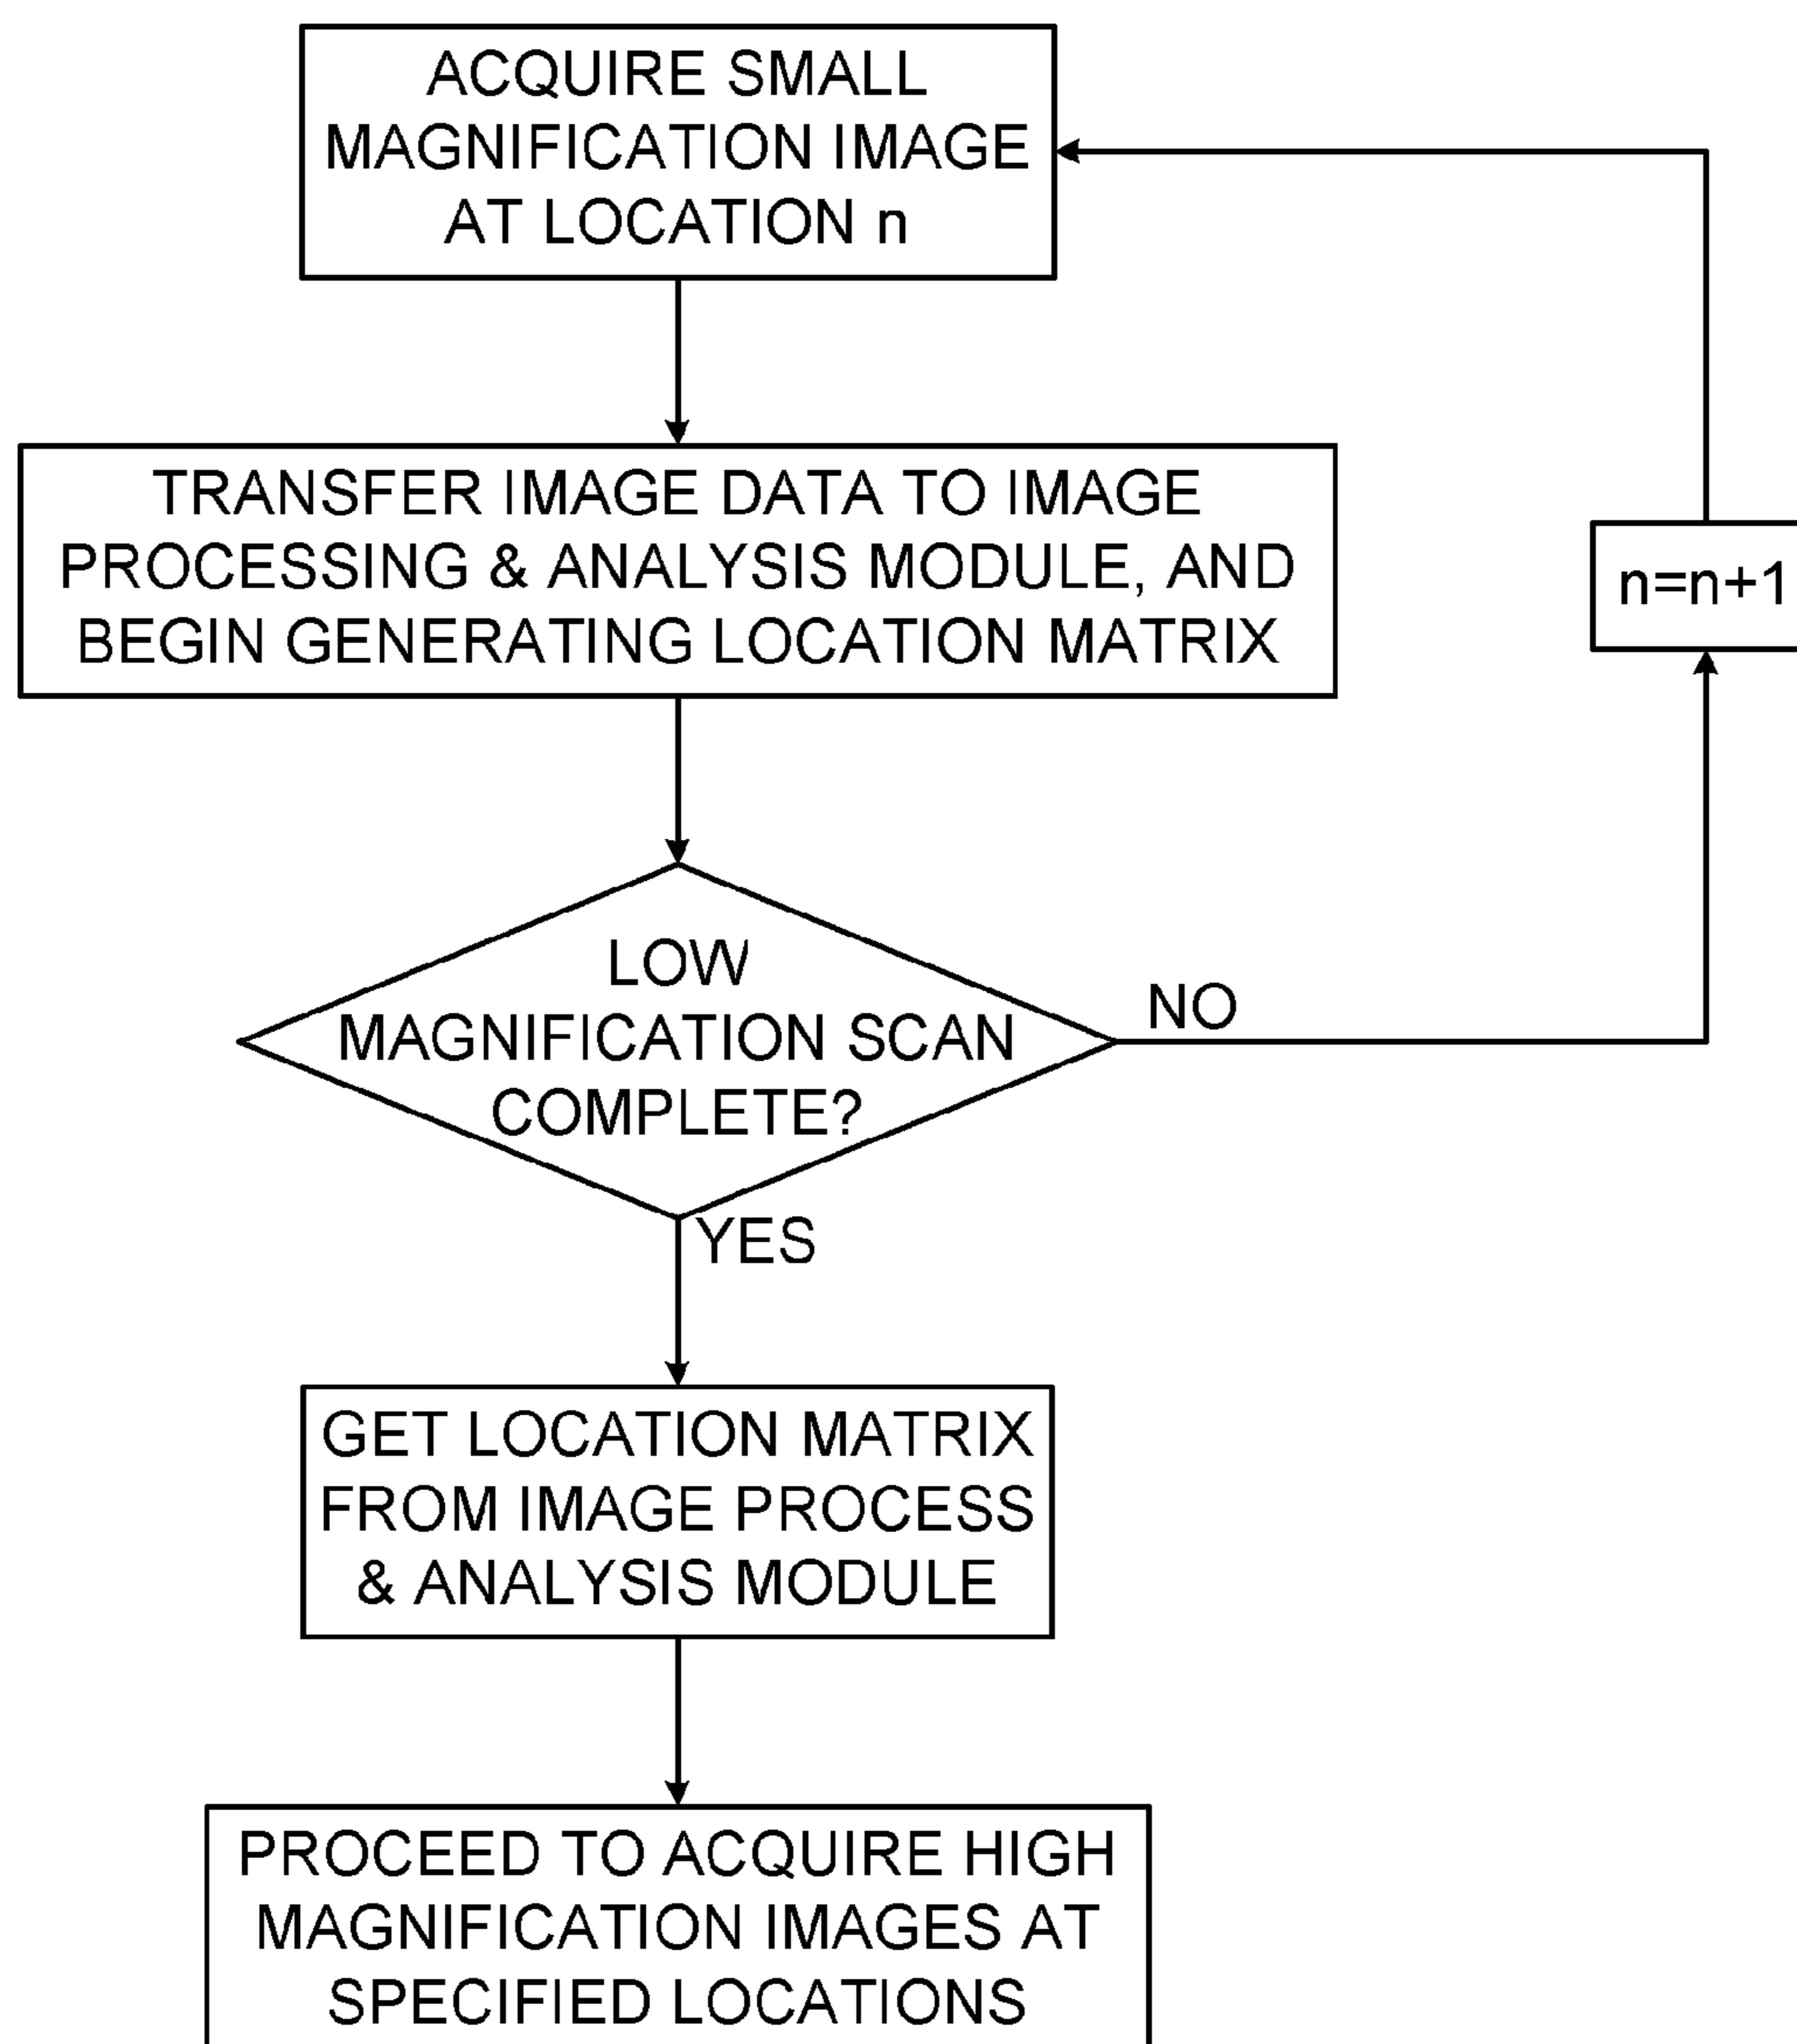 ACQUIRE SMALL
MAGNIFICATION IMAGE
AT LOCATION n
TRANSFER IMAGE DATA TO IMAGE
PROCESSING & ANALYSIS MODULE, AND
BEGIN GENERATING LOCATION MATRIX
n=n+1
LOW
MAGNIFICATION SCAN
COMPLETE?
NO
YES
GET LOCATION MATRIX
FROM IMAGE PROCESS
& ANALYSIS MODULE
PROCEED TO ACQUIRE HIGH
MAGNIFICATION IMAGES AT
SPECIFIED LOCATIONS